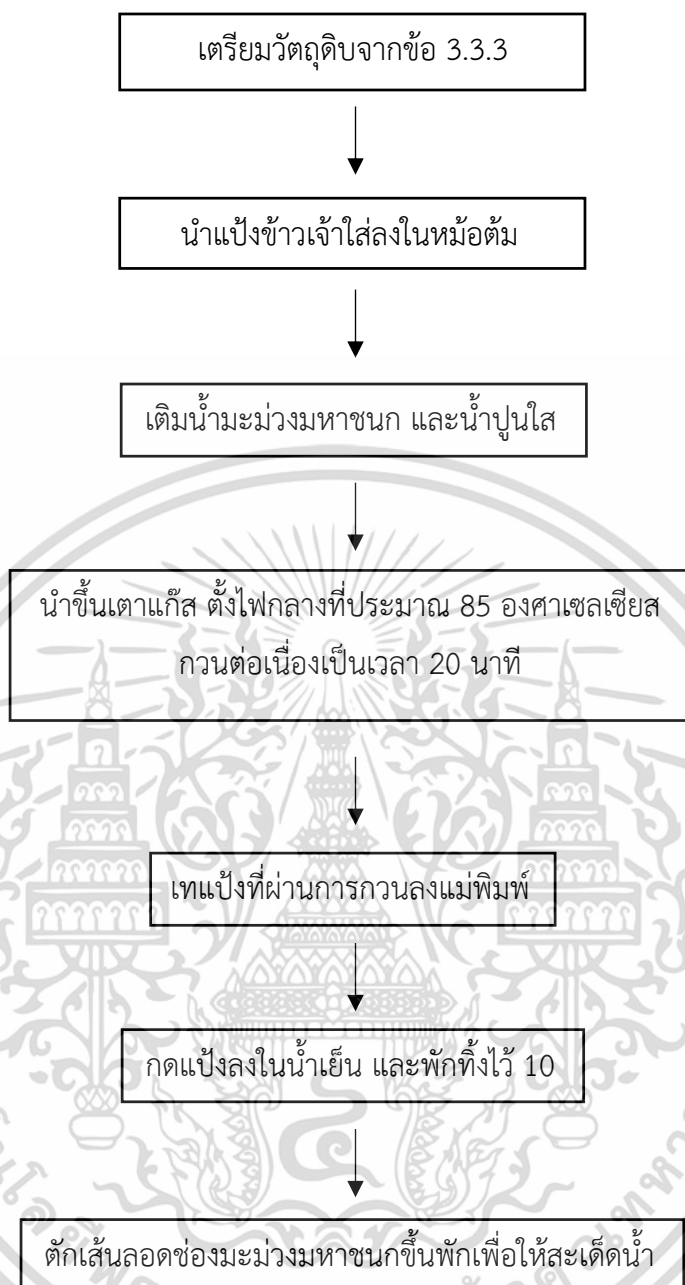 เตรียมวัตถุดิบจากข้อ 3.3.3
นำแป้งข้าวเจ้าใส่ลงในหม้อต้ม
เติมน้ำมะม่วงมหาชนก และน้ำปูนใส
นำขึ้นเตาแก๊ส ตั้งไฟกลางที่ประมาณ 85 องศาเซลเซียส
กวนต่อเนื่องเป็นเวลา 20 นาที
เทแป้งที่ผ่านการกวนลงแม่พิมพ์
กดแป้งลงในน้ำเย็น และพักทิ้งไว้ 10
ตักเส้นลอดช่องมะม่วงมหาชนกขึ้นพักเพื่อให้สะเด็ดน้ำ